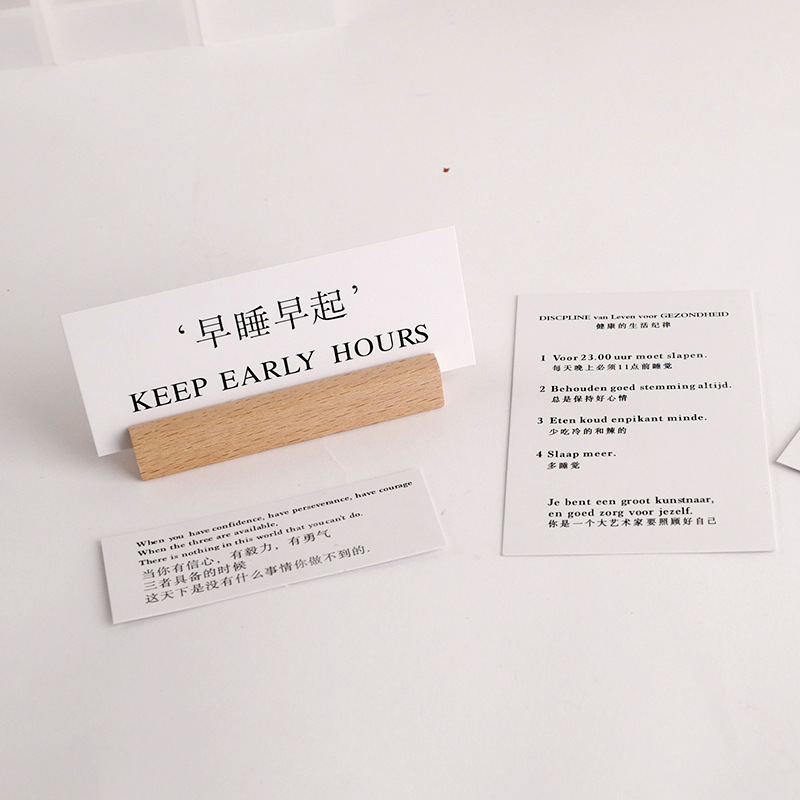 ‘早睡早起’
KEEP EARLY HOURS
When you have confidence, have perseverance, have courage
When the three are available,
There is nothing in this world that you can't do.
当你有信心，有毅力，有勇气
三者具备的时候
这天下是没有什么事情你做不到的.
DISCPLINE van Leven voor GEZONDHEID
健康的生活纪律
1 Voor 23.00 uur moet slapen.
每天晚上必须11点前睡觉
2 Behouden goed stemming altijd.
总是保持好心情
3 Eten koud enpikant minde.
少吃冷的和辣的
4 Slaap meer.
多睡觉
Je bent een groot kunstnaar,
en goed zorg voor jezelf.
你是一个大艺术家要照顾好自己